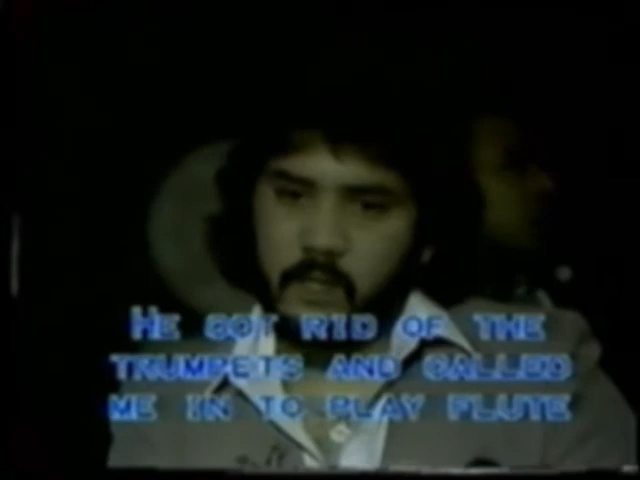 HE GOT RID OF THE
TRUMPETS AND CALLED
ME IN TO PLAY FLUTE